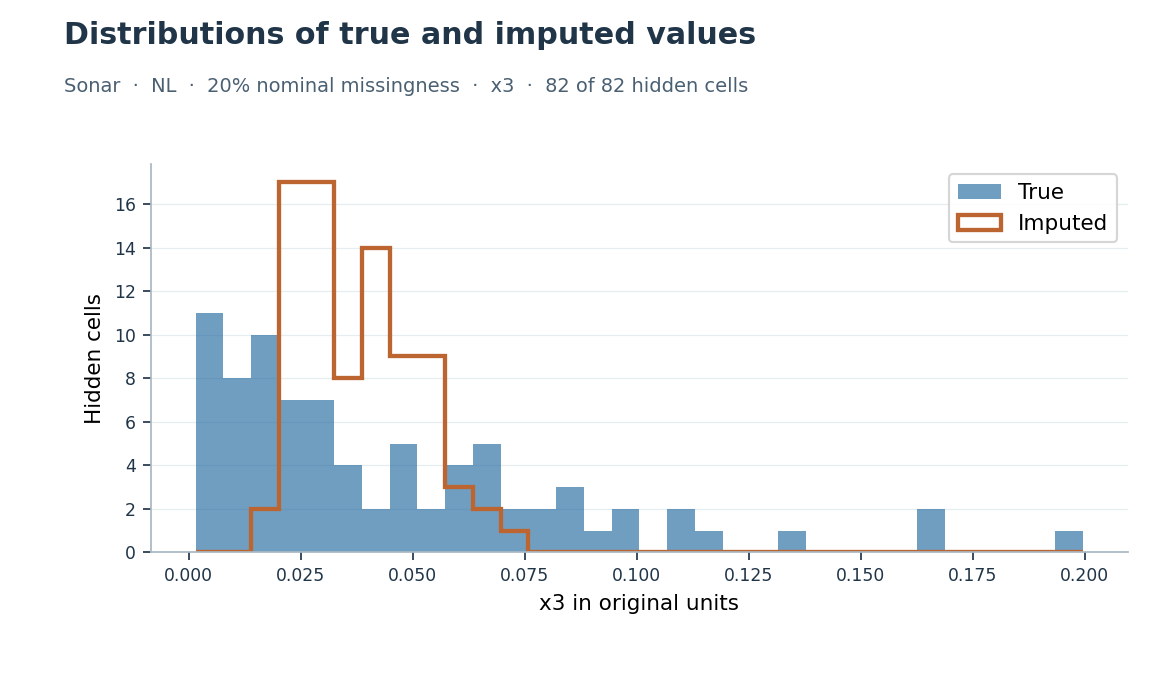 Distributions of true and imputed values
Sonar · NL · 20% nominal missingness · x3 · 82 of 82 hidden cells
True
Imputed
Hidden cells
16
14
12
10
8
6
4
2
0
0.000 0.025 0.050 0.075 0.100 0.125 0.150 0.175 0.200
x3 in original units